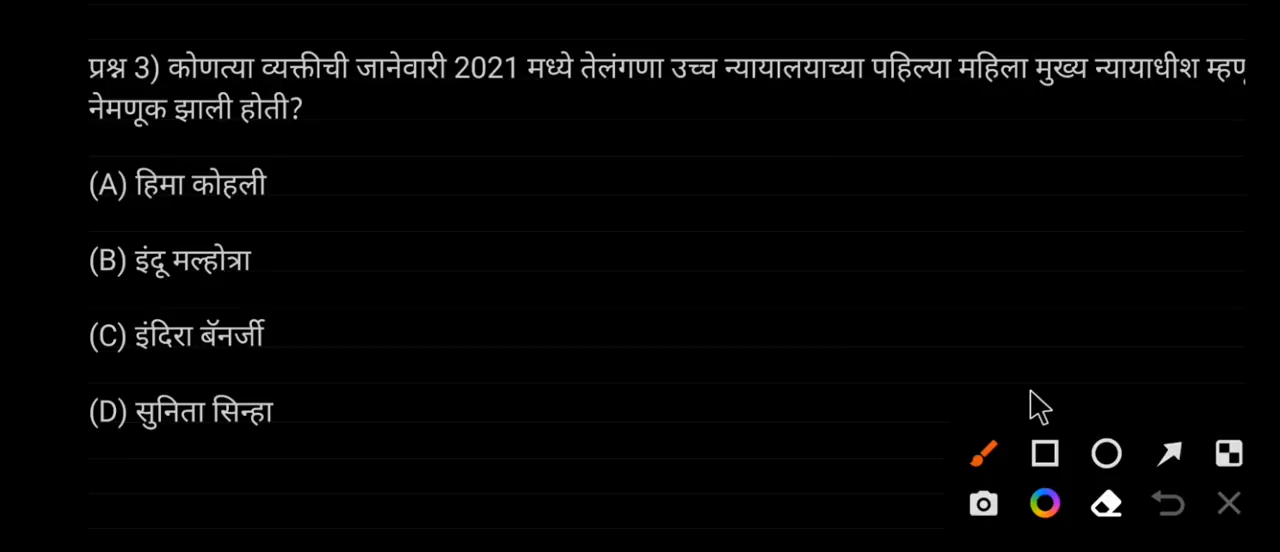 प्रश्न 3) कोणत्या व्यक्तीची जानेवारी 2021 मध्ये तेलंगणा उच्च न्यायालयाच्या पहिल्या महिला मुख्य न्यायाधीश
नेमणूक झाली होती?
(A) हिमा कोहली
(B) इंदू मल्होत्रा
(C) इंदिरा बॅनर्जी
(D) सुनिता सिन्हा